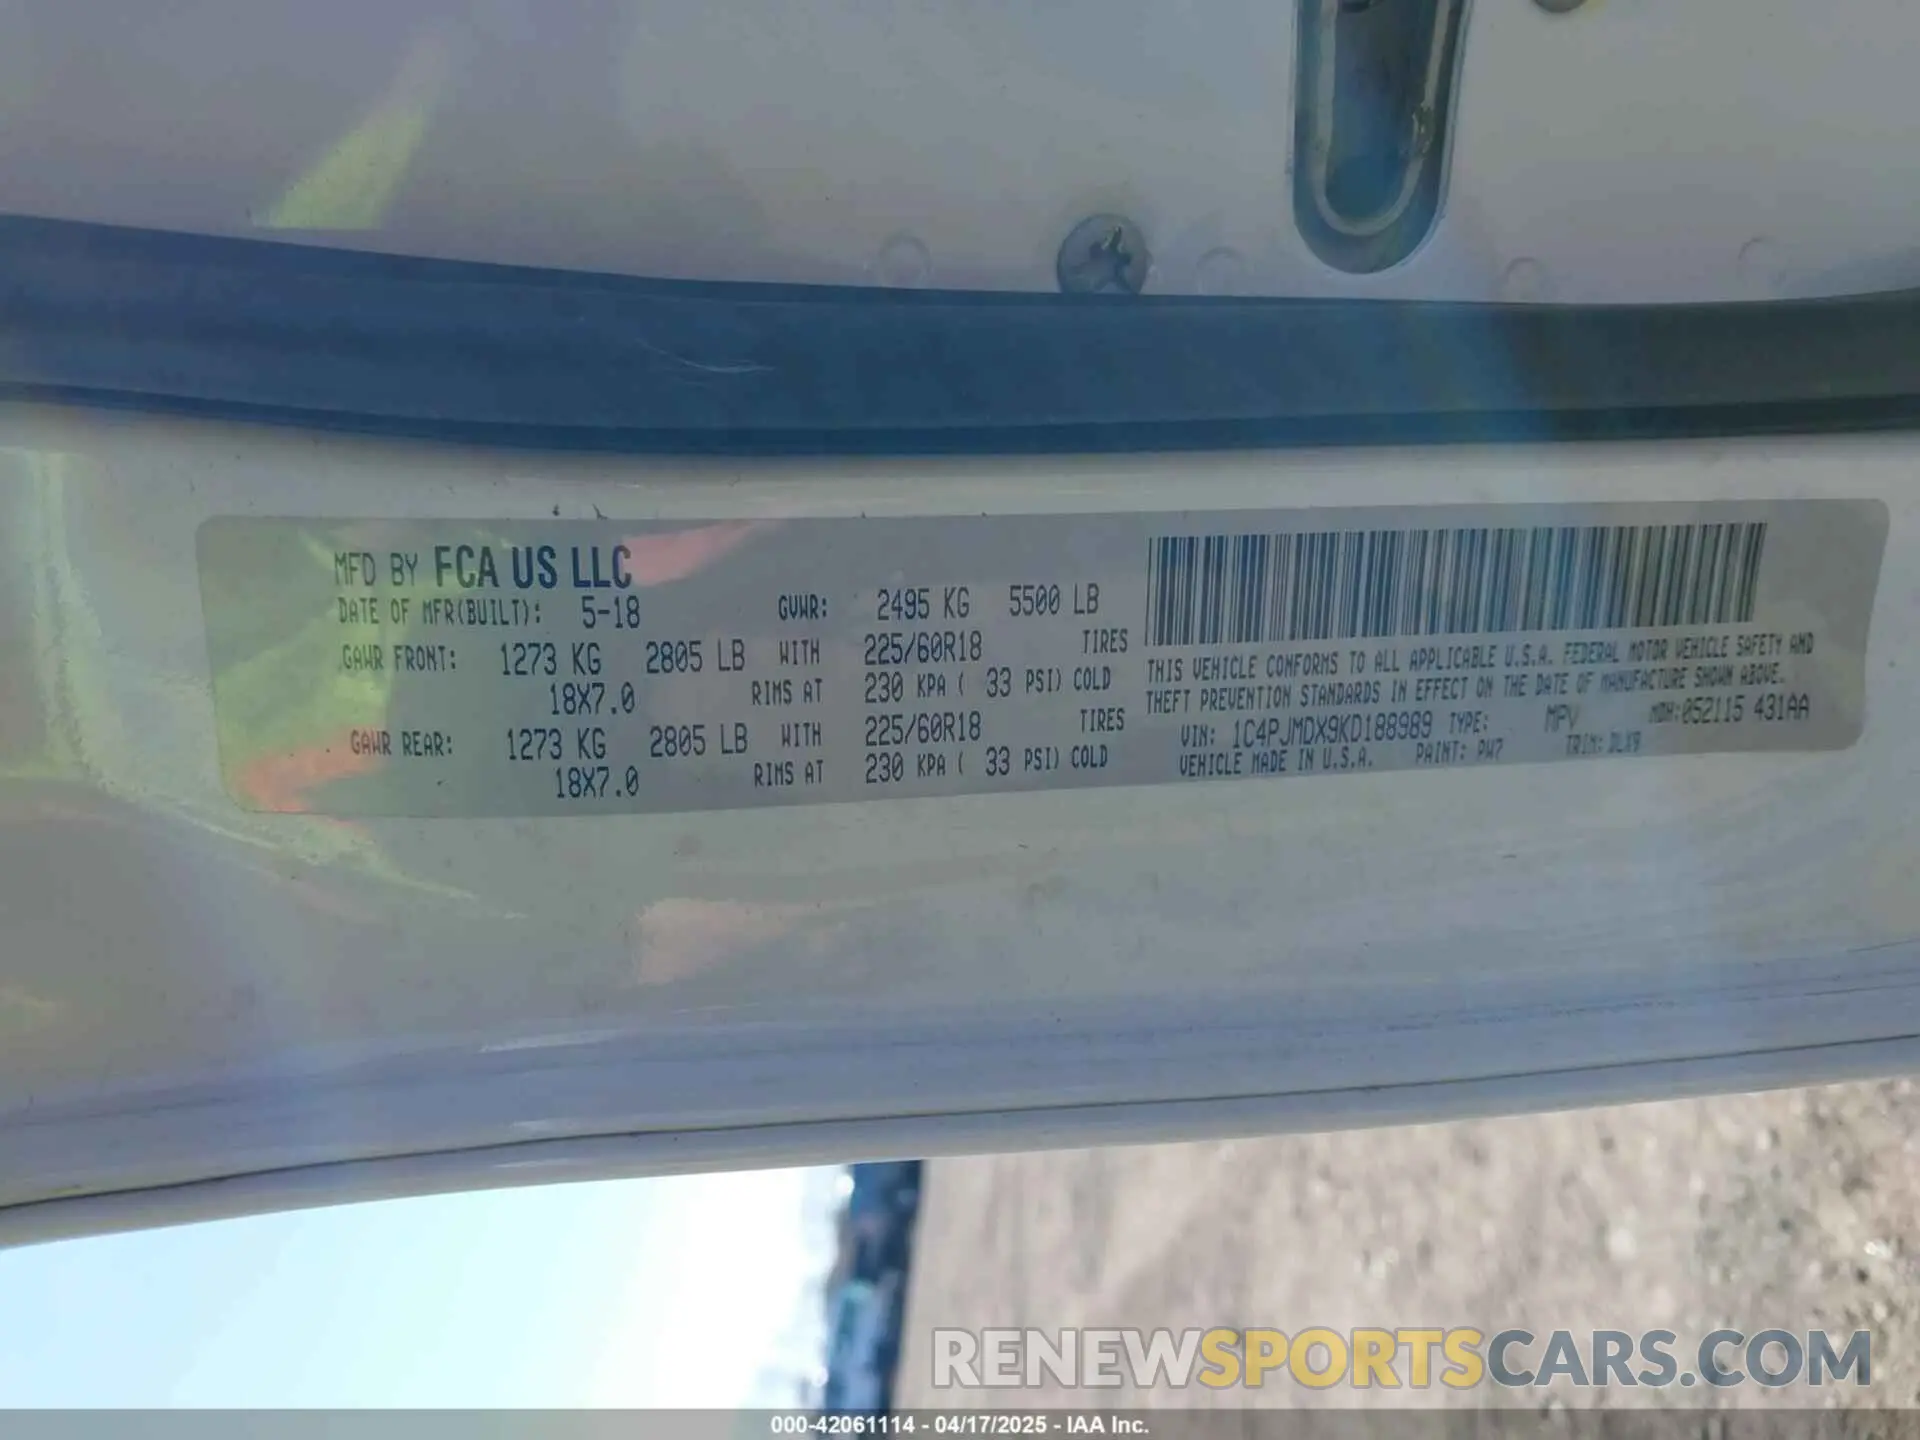 MFD BY FCA US LLC
DATE OF MFR(BUILT): 5-18 GVWR: 2495 KG 5500 LB
GAWR FRONT: 1273 KG 2805 LB WITH 225/60R18 TIRES
18X7.0 RIMS AT 230 KPA ( 33 PSI) COLD
GAWR REAR: 1273 KG 2805 LB WITH 225/60R18 TIRES
18X7.0 RIMS AT 230 KPA ( 33 PSI) COLD
THIS VEHICLE CONFORMS TO ALL APPLICABLE U.S.A. FEDERAL MOTOR VEHICLE SAFETY AND
THEFT PREVENTION STANDARDS IN EFFECT ON THE DATE OF MANUFACTURE SHOWN ABOVE.
VIN: 1C4PJMDX9KD188989 TYPE: MPV MDH:052115 431AA
VEHICLE MADE IN U.S.A. PAINT: PW7 TRIM: DLX9
RENEWSPORTSCARS.COM
000-42061114 - 04/17/2025 - IAA Inc.